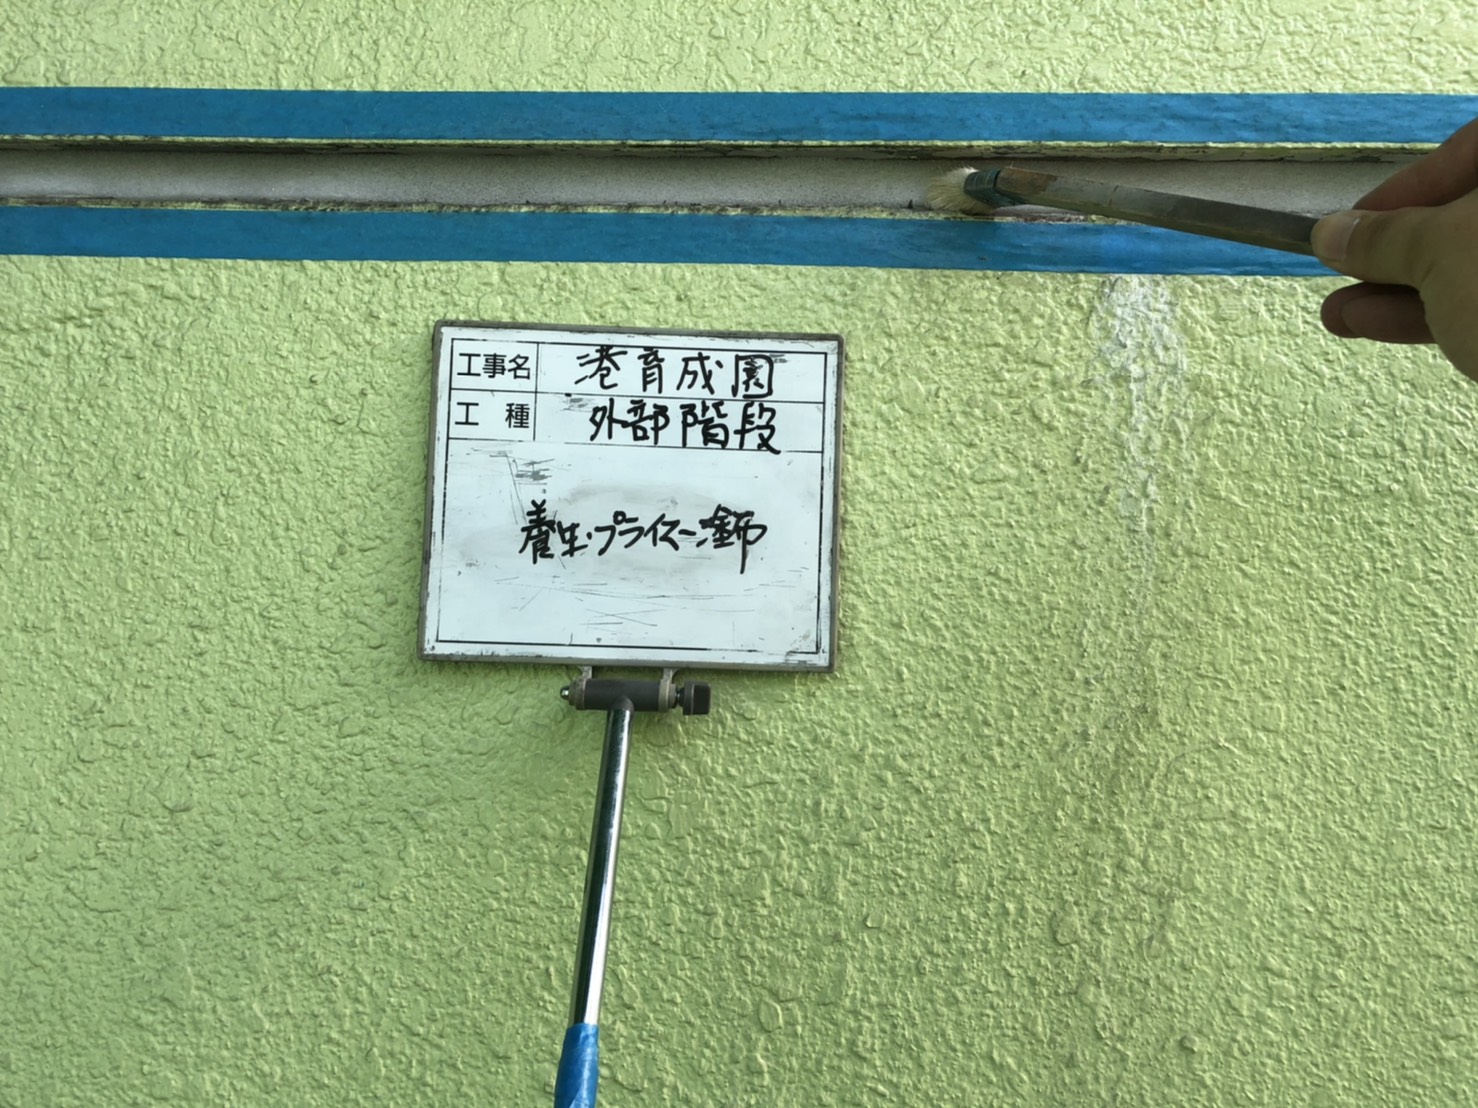 工事名 港育成園
工種 外部階段
養生・プライマー塗布